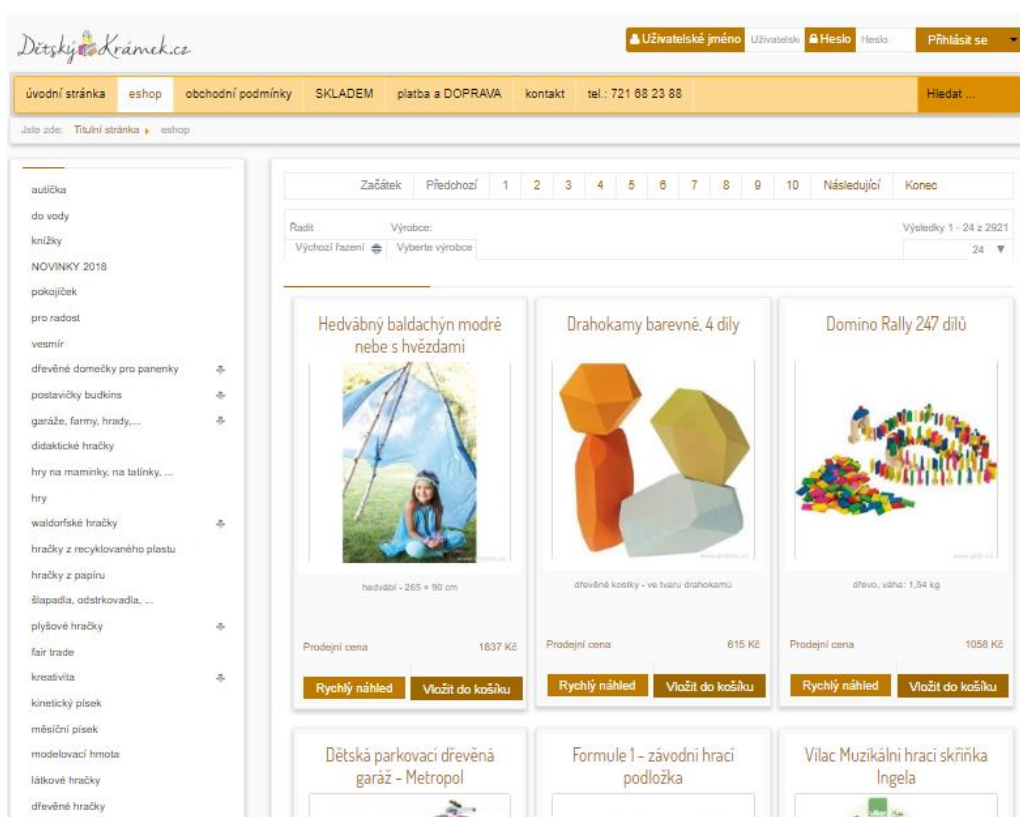 Dětský Krámek.cz
Uživatelské jméno Uživatelsk Heslo Heslo Přihlásit se
úvodní stránka eshop obchodní podmínky SKLADEM platba a DOPRAVA kontakt tel.: 721 68 23 88 Hledat ...
Jste zde: Titulní stránka eshop
autíčka
do vody
knížky
NOVINKY 2018
pokojíček
pro radost
vesmír
dřevěné domečky pro panenky
postavičky budkins
garáže, farmy, hrady,...
didaktické hračky
hry na maminky, na tatínky, ...
hry
waldorfské hračky
hračky z recyklovaného plastu
hračky z papíru
šlapadla, odstrkovadla, ...
plyšové hračky
fair trade
kreativita
kinetický písek
měsíční písek
modelovací hmota
látkové hračky
dřevěné hračky
Začátek Předchozí 1 2 3 4 5 6 7 8 9 10 Následující Konec
Řadit Výrobce: Výsledky 1 - 24 z 2921
Výchozí řazení Vyberte výrobce 24
Hedvábný baldachýn modré
nebe s hvězdami
hedvábí - 265 × 90 cm
Prodejní cena 1837 Kč
Rychlý náhled Vložit do košíku
Drahokamy barevné, 4 díly
dřevěné kostky - ve tvaru drahokamů
Prodejní cena 615 Kč
Rychlý náhled Vložit do košíku
Domino Rally 247 dílů
dřevo, váha: 1,54 kg
Prodejní cena 1058 Kč
Rychlý náhled Vložit do košíku
Dětská parkovací dřevěná
garáž - Metropol
Formule 1 - závodní hrací
podložka
Vilac Muzikální hrací skříňka
Ingela